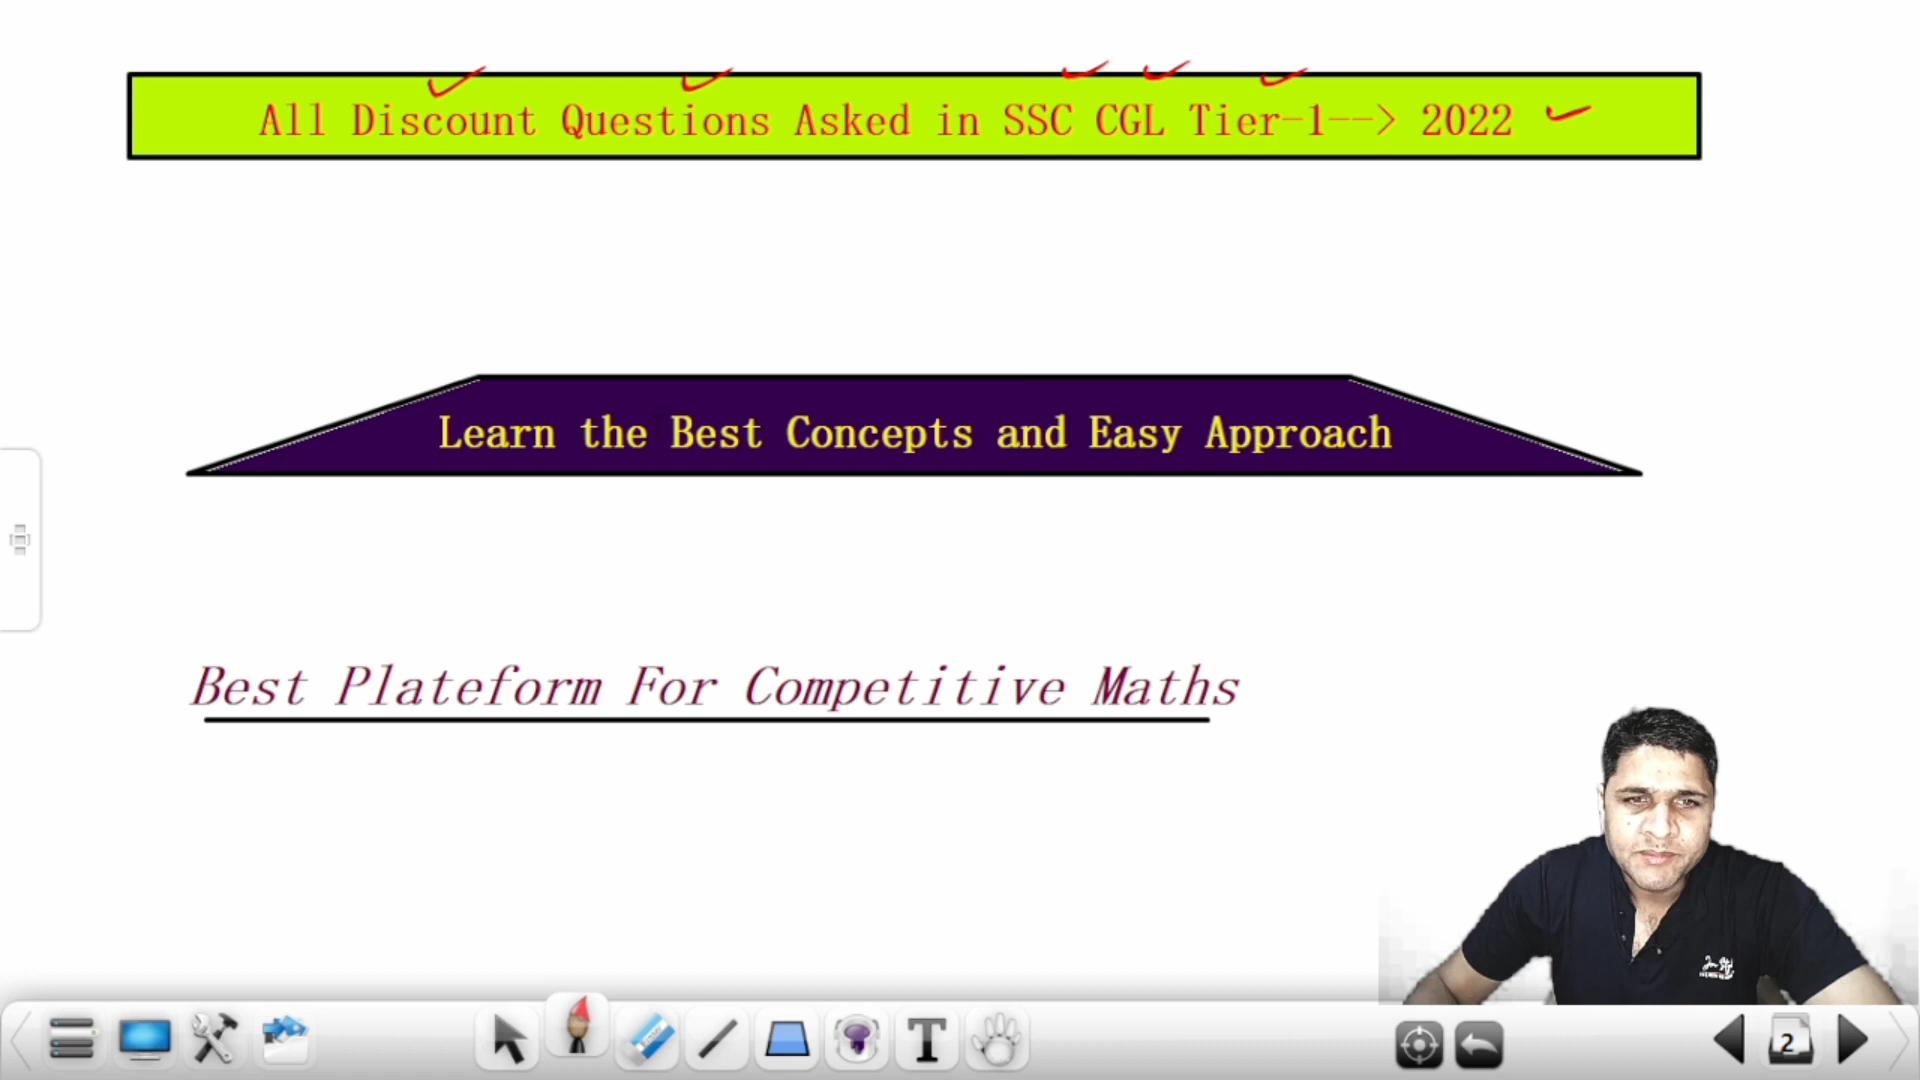 All Discount Questions Asked in SSC CGL Tier-1--> 2022
Learn the Best Concepts and Easy Approach
Best Plateform For Competitive Maths
T
2